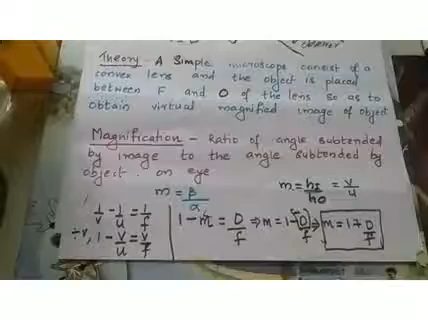 CORNER
Theory - A Simple microscope consist of a
convex lens and the object is placed
between F and O of the lens so as to
obtain virtual magnified image of object
Magnification - Ratio of angle subtended
by image to the angle subtended by
object on eye
m = β/α
m = hI/hO = v/u
1/v - 1/u = 1/f
÷v, 1 - v/u = v/f
1 - m = D/f ⇒ m = 1 - (-D)/f ⇒ m = 1 + D/f